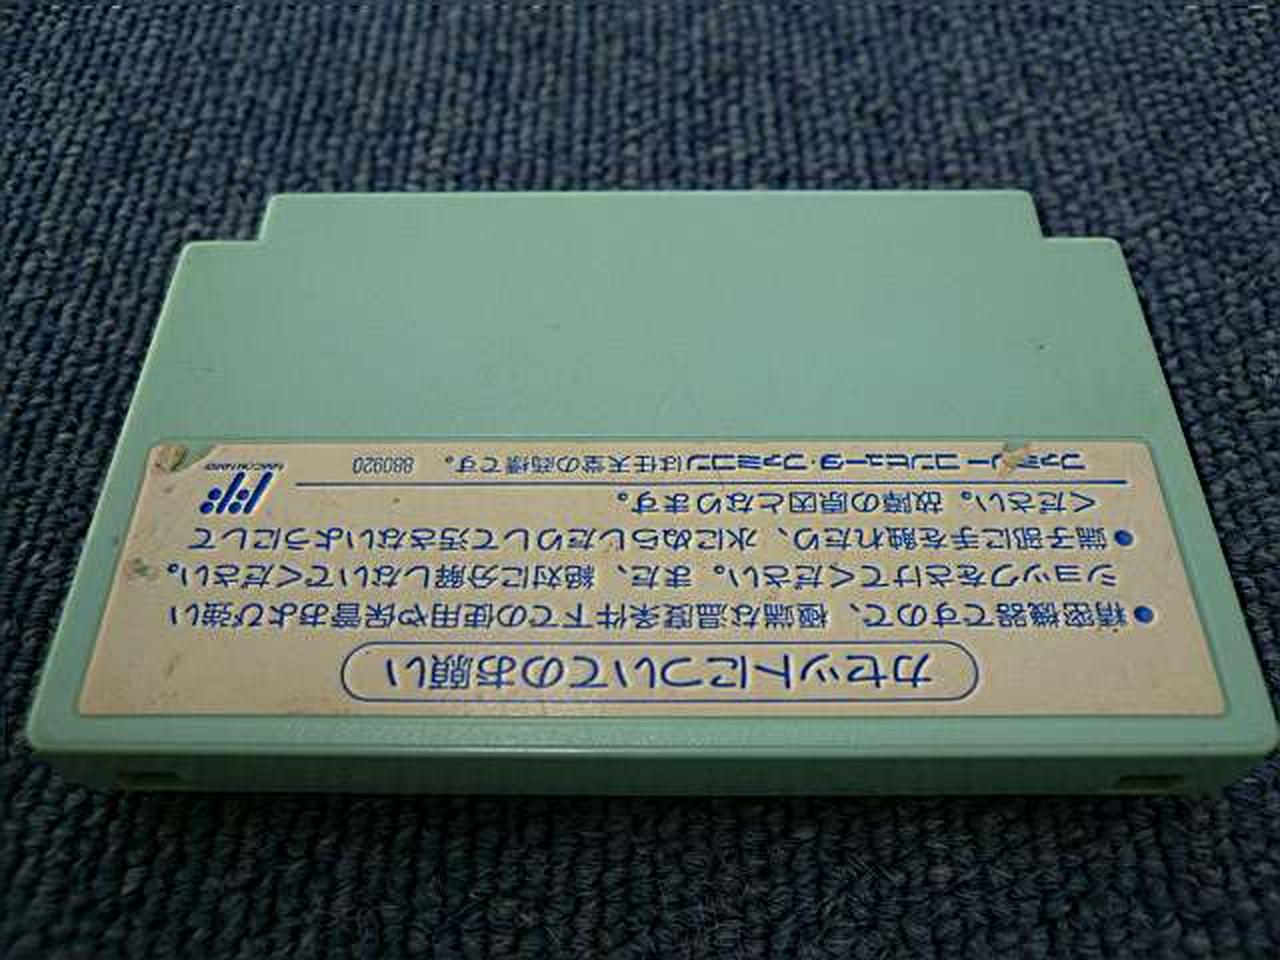 カセットについてのお願い
●精密機器ですので、極端な温度条件下での使用や保管および強い
ショックをさけてください。また、絶対に分解しないでください。
●端子部に手を触れたり、水にぬらしたりして汚さないようにして
ください。故障の原因となります。
ファミリーコンピュータ・ファミコンは任天堂の商標です。 880920